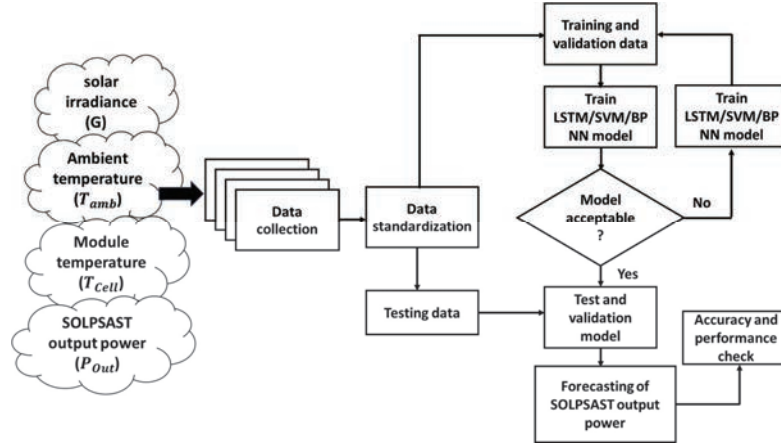 solar
irradiance
(G)
Ambient
temperature
(T_amb)
Module
temperature
(T_Cell)
SOLPSAST
output power
(P_Out)
Data
collection
Data
standardization
Testing data
Training and
validation data
Train
LSTM/SVM/BP
NN model
Train
LSTM/SVM/BP
NN model
Model
acceptable
?
No
Yes
Test and
validation
model
Forecasting of
SOLPSAST output
power
Accuracy and
performance
check